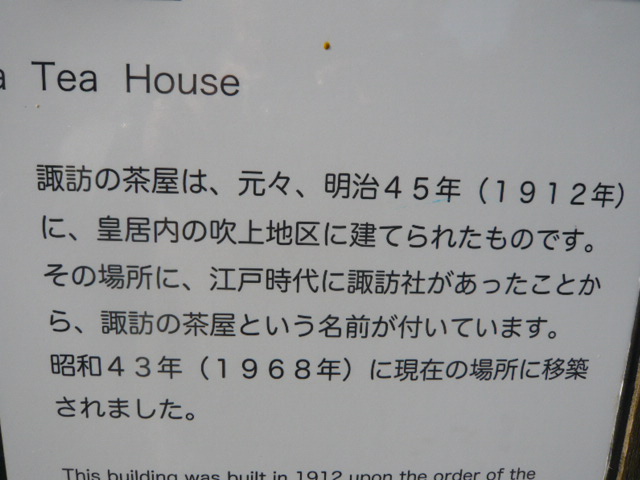 a Tea House
諏訪の茶屋は、元々、明治４５年（１９１２年）
に、皇居内の吹上地区に建てられたものです。
その場所に、江戸時代に諏訪社があったことか
ら、諏訪の茶屋という名前が付いています。
昭和４３年（１９６８年）に現在の場所に移築
されました。
This building was built in 1912 upon the order of the